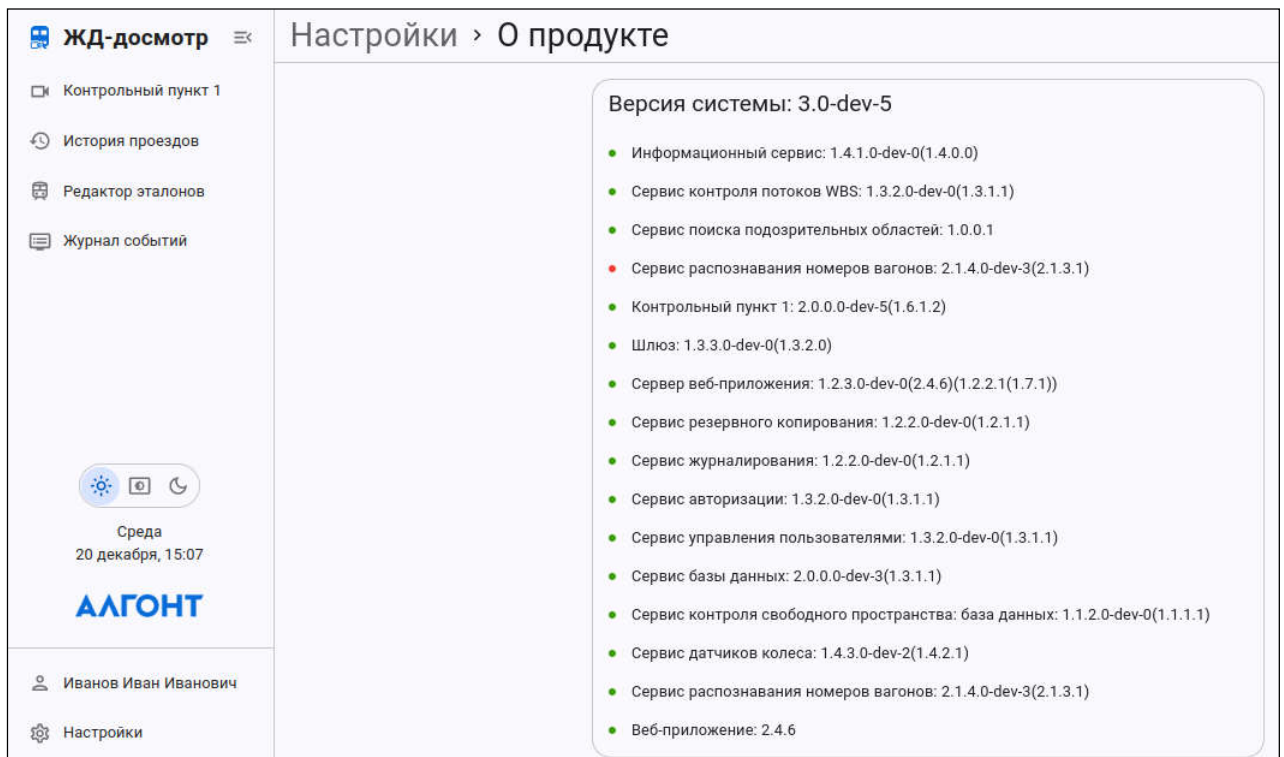 ЖД-досмотр
Контрольный пункт 1
История проездов
Редактор эталонов
Журнал событий
Среда
20 декабря, 15:07
АЛГОНТ
Иванов Иван Иванович
Настройки
Настройки › О продукте
Версия системы: 3.0-dev-5
Информационный сервис: 1.4.1.0-dev-0(1.4.0.0)
Сервис контроля потоков WBS: 1.3.2.0-dev-0(1.3.1.1)
Сервис поиска подозрительных областей: 1.0.0.1
Сервис распознавания номеров вагонов: 2.1.4.0-dev-3(2.1.3.1)
Контрольный пункт 1: 2.0.0.0-dev-5(1.6.1.2)
Шлюз: 1.3.3.0-dev-0(1.3.2.0)
Сервер веб-приложения: 1.2.3.0-dev-0(2.4.6)(1.2.2.1(1.7.1))
Сервис резервного копирования: 1.2.2.0-dev-0(1.2.1.1)
Сервис журналирования: 1.2.2.0-dev-0(1.2.1.1)
Сервис авторизации: 1.3.2.0-dev-0(1.3.1.1)
Сервис управления пользователями: 1.3.2.0-dev-0(1.3.1.1)
Сервис базы данных: 2.0.0.0-dev-3(1.3.1.1)
Сервис контроля свободного пространства: база данных: 1.1.2.0-dev-0(1.1.1.1)
Сервис датчиков колеса: 1.4.3.0-dev-2(1.4.2.1)
Сервис распознавания номеров вагонов: 2.1.4.0-dev-3(2.1.3.1)
Веб-приложение: 2.4.6